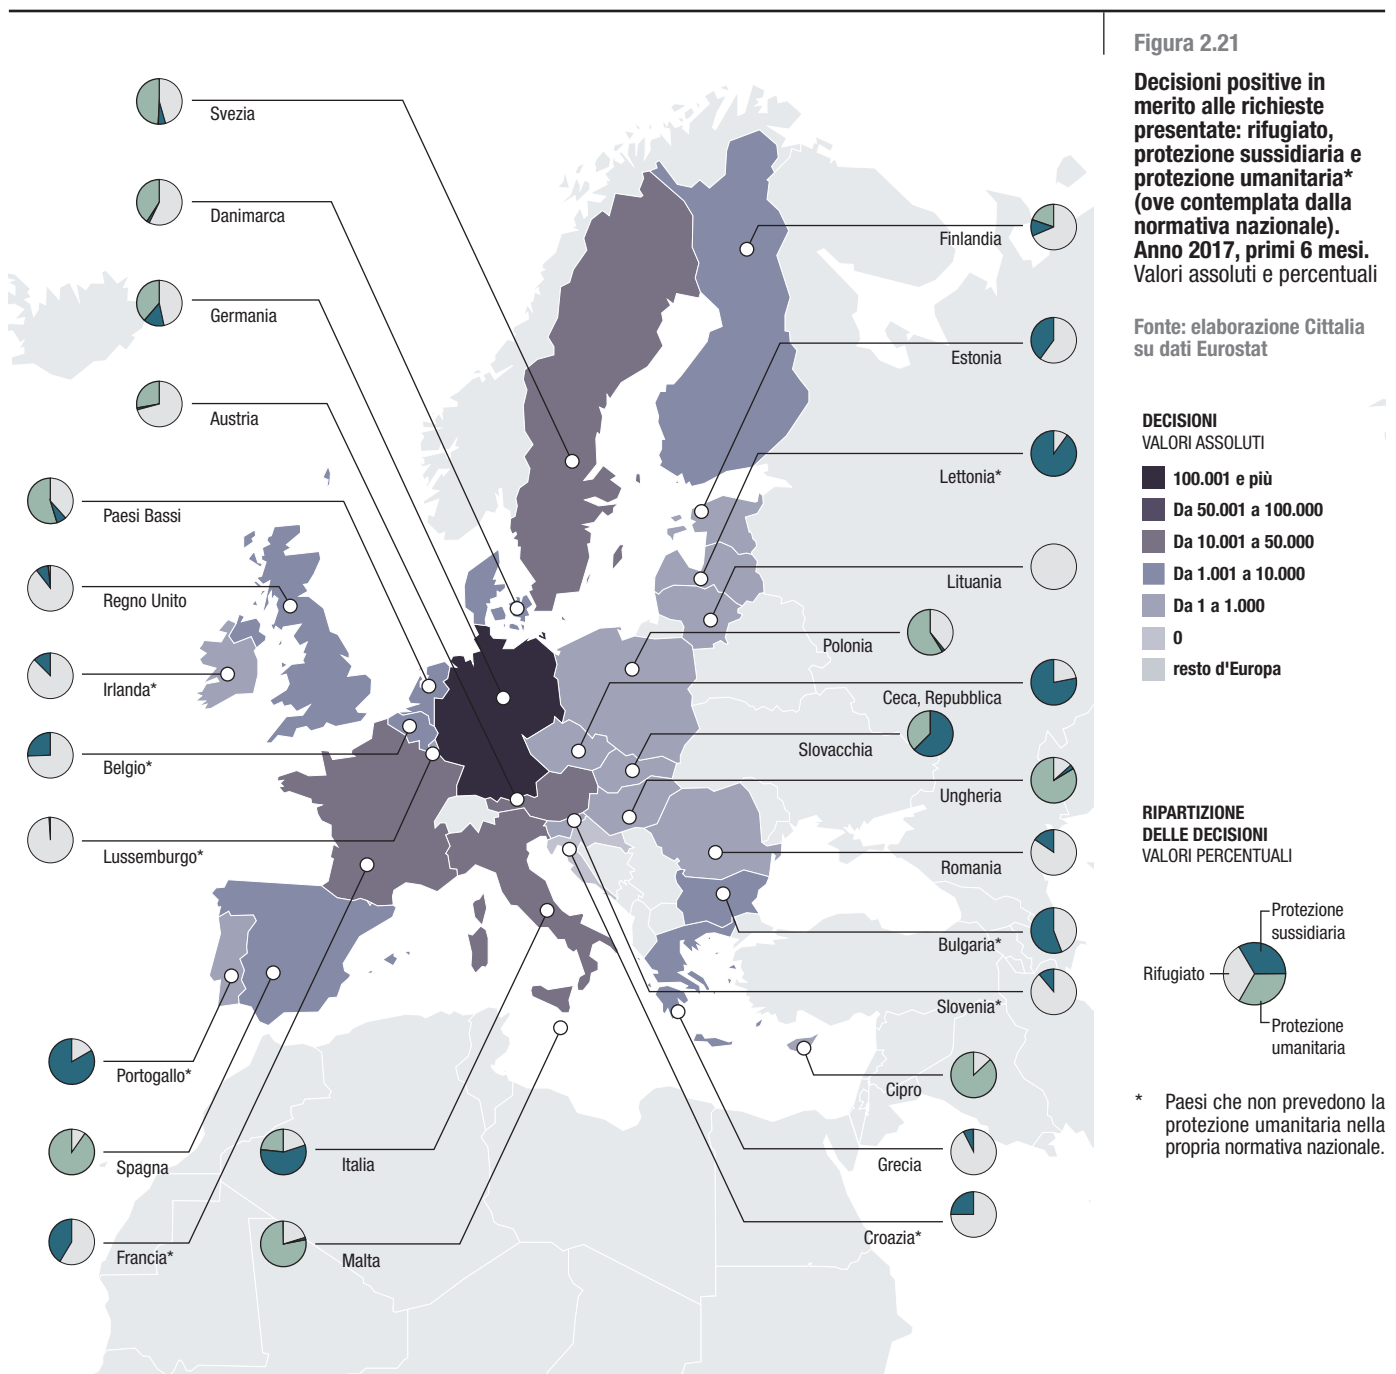 Figura 2.21
Decisioni positive in
merito alle richieste
presentate: rifugiato,
protezione sussidiaria e
protezione umanitaria*
(ove contemplata dalla
normativa nazionale).
Anno 2017, primi 6 mesi.
Valori assoluti e percentuali
Fonte: elaborazione Cittalia
su dati Eurostat
DECISIONI
VALORI ASSOLUTI
100.001 e più
Da 50.001 a 100.000
Da 10.001 a 50.000
Da 1.001 a 10.000
Da 1 a 1.000
0
resto d'Europa
RIPARTIZIONE
DELLE DECISIONI
VALORI PERCENTUALI
Protezione
sussidiaria
Rifugiato
Protezione
umanitaria
* Paesi che non prevedono la
protezione umanitaria nella
propria normativa nazionale.
Svezia
Danimarca
Germania
Austria
Paesi Bassi
Regno Unito
Irlanda*
Belgio*
Lussemburgo*
Portogallo*
Spagna
Francia*
Italia
Malta
Finlandia
Estonia
Lettonia*
Lituania
Polonia
Ceca, Repubblica
Slovacchia
Ungheria
Romania
Bulgaria*
Slovenia*
Cipro
Grecia
Croazia*